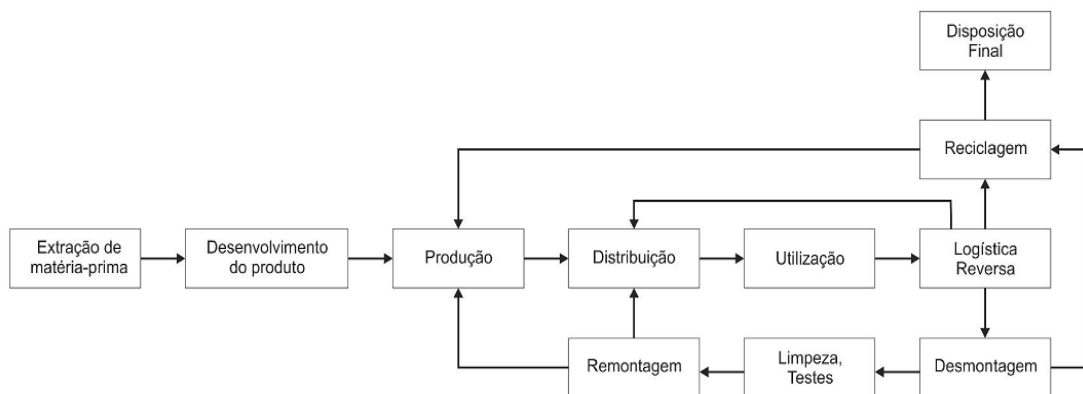 Disposição
Final
Reciclagem
Extração de
matéria-prima
Desenvolvimento
do produto
Produção
Distribuição
Utilização
Logística
Reversa
Remontagem
Limpeza,
Testes
Desmontagem